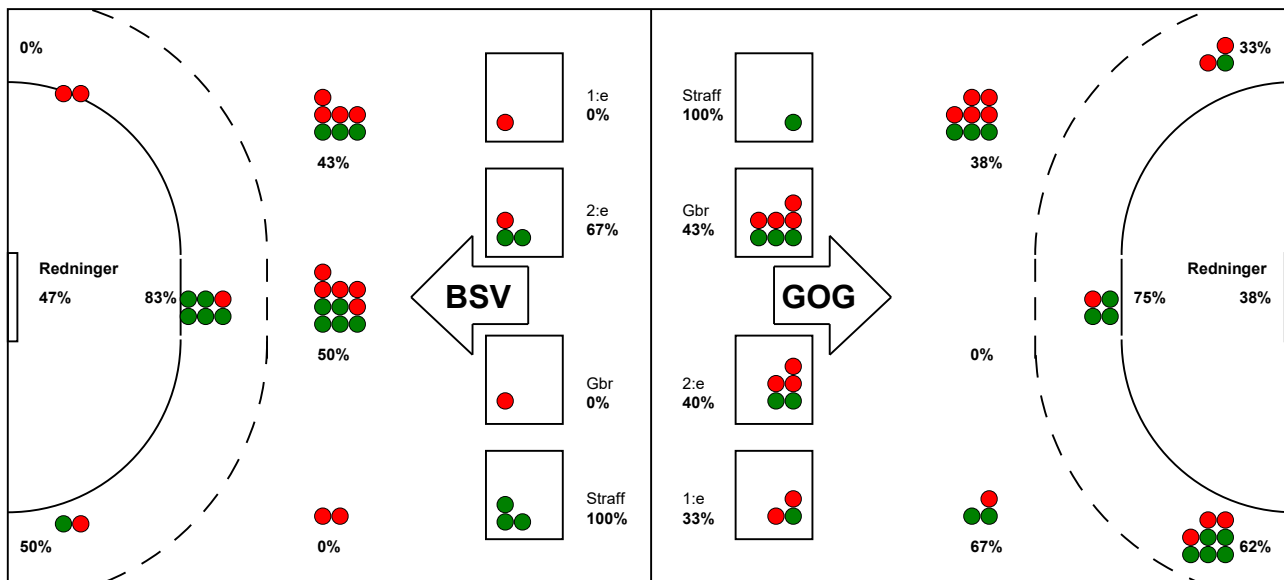 0%
43%
Redninger
47%
83%
50%
50%
0%
1:e
0%
2:e
67%
BSV
Gbr
0%
Straff
100%
Straff
100%
Gbr
43%
GOG
2:e
40%
1:e
33%
33%
38%
Redninger
75%
38%
0%
67%
62%